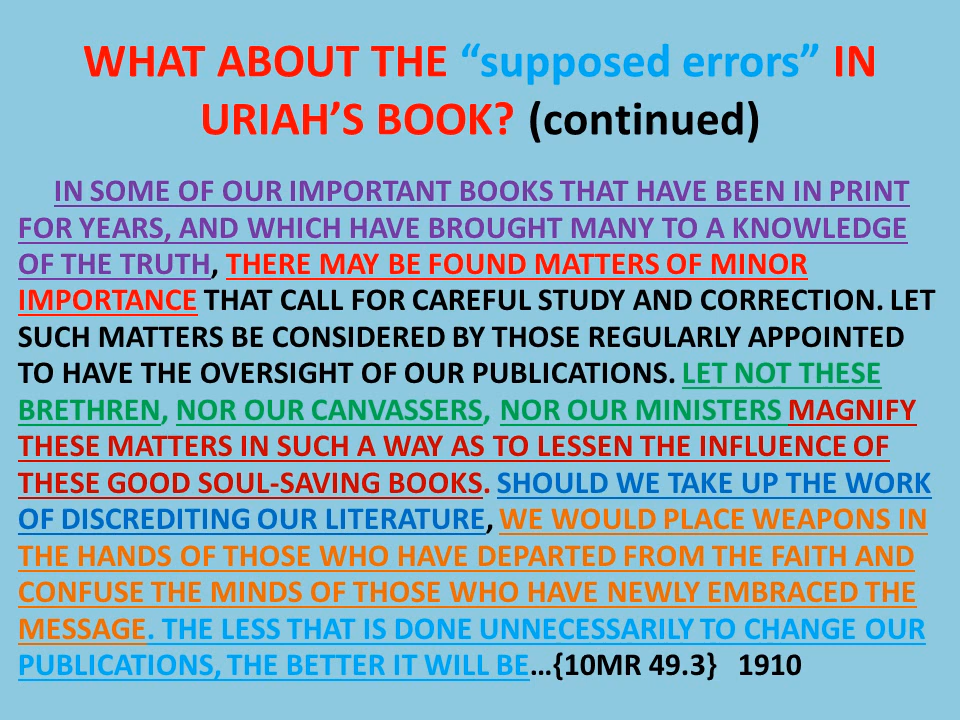 WHAT ABOUT THE “supposed errors” IN
URIAH’S BOOK? (continued)
IN SOME OF OUR IMPORTANT BOOKS THAT HAVE BEEN IN PRINT
FOR YEARS, AND WHICH HAVE BROUGHT MANY TO A KNOWLEDGE
OF THE TRUTH, THERE MAY BE FOUND MATTERS OF MINOR
IMPORTANCE THAT CALL FOR CAREFUL STUDY AND CORRECTION. LET
SUCH MATTERS BE CONSIDERED BY THOSE REGULARLY APPOINTED
TO HAVE THE OVERSIGHT OF OUR PUBLICATIONS. LET NOT THESE
BRETHREN, NOR OUR CANVASSERS, NOR OUR MINISTERS MAGNIFY
THESE MATTERS IN SUCH A WAY AS TO LESSEN THE INFLUENCE OF
THESE GOOD SOUL-SAVING BOOKS. SHOULD WE TAKE UP THE WORK
OF DISCREDITING OUR LITERATURE, WE WOULD PLACE WEAPONS IN
THE HANDS OF THOSE WHO HAVE DEPARTED FROM THE FAITH AND
CONFUSE THE MINDS OF THOSE WHO HAVE NEWLY EMBRACED THE
MESSAGE. THE LESS THAT IS DONE UNNECESSARILY TO CHANGE OUR
PUBLICATIONS, THE BETTER IT WILL BE…{10MR 49.3} 1910